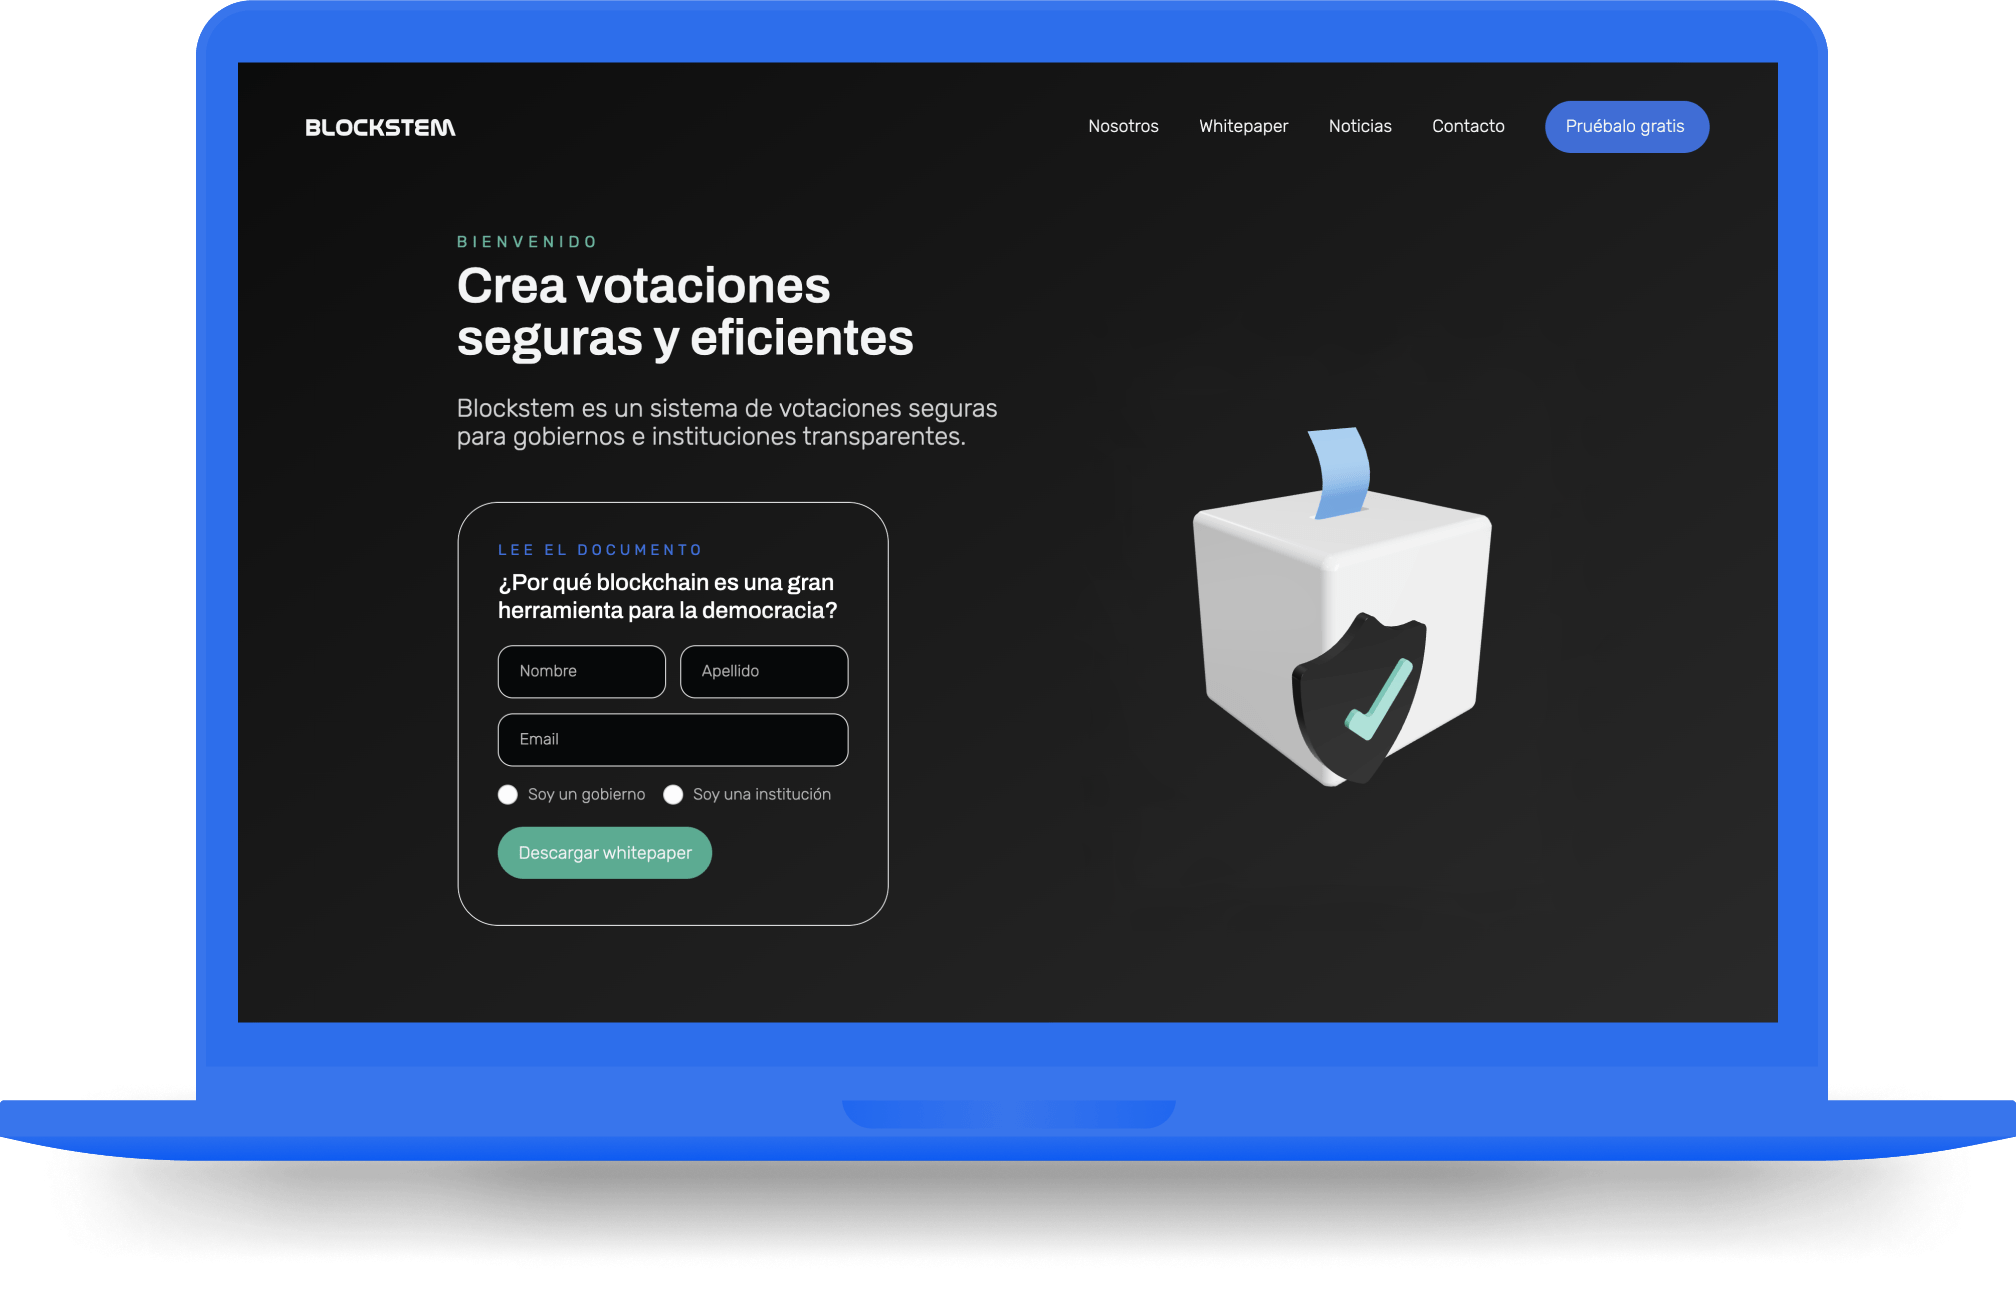 BLOCKSTEM
Nosotros Whitepaper Noticias Contacto Pruébalo gratis
BIENVENIDO
Crea votaciones
seguras y eficientes
Blockstem es un sistema de votaciones seguras
para gobiernos e instituciones transparentes.
LEE EL DOCUMENTO
¿Por qué blockchain es una gran
herramienta para la democracia?
Nombre Apellido
Email
Soy un gobierno Soy una institución
Descargar whitepaper